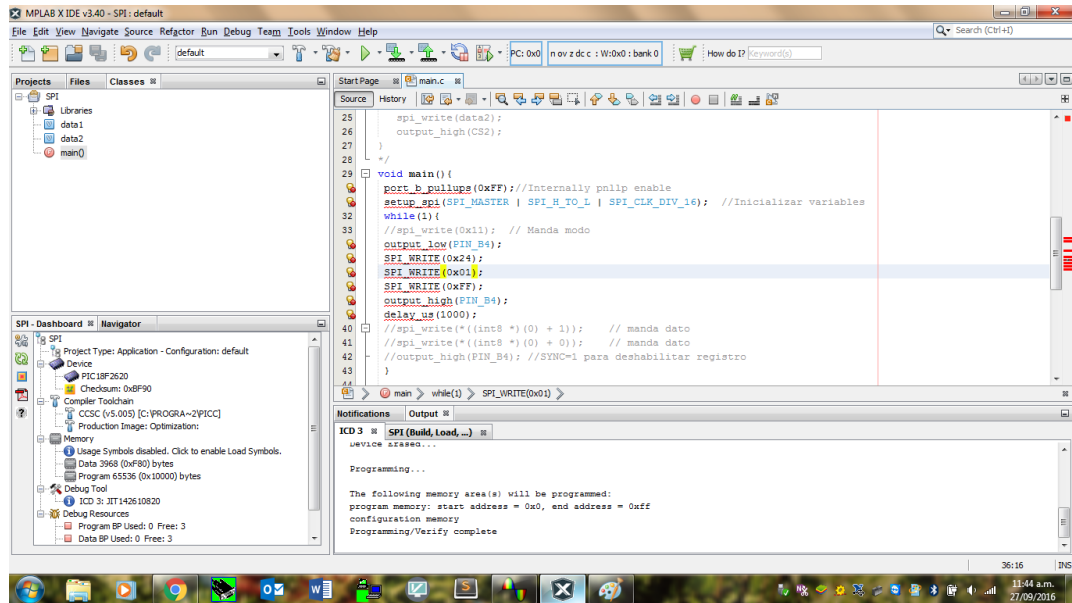 MPLAB X IDE v3.40 - SPI : default
File Edit View Navigate Source Refactor Run Debug Team Tools Window Help
Search (Ctrl+I)
default
PC: 0x0
n ov z dc c : W:0x0 : bank 0
How do I? Keyword(s)
Projects Files Classes
SPI
Libraries
data1
data2
main()
Start Page main.c
Source History
25 spi_write(data2);
26 output_high(CS2);
27 }
28 */
29 void main(){
port_b_pullups(0xFF);//Internally pnllp enable
setup_spi(SPI_MASTER | SPI_H_TO_L | SPI_CLK_DIV_16); //Inicializar variables
32 while(1){
33 //spi_write(0x11); // Manda modo
output_low(PIN_B4);
SPI_WRITE(0x24);
SPI_WRITE(0x01);
SPI_WRITE(0xFF);
output_high(PIN_B4);
delay_us(1000);
40 //spi_write(*((int8 *)(0) + 1)); // manda dato
41 //spi_write(*((int8 *)(0) + 0)); // manda dato
42 //output_high(PIN_B4); //SYNC=1 para deshabilitar registro
43 }
44
main while(1) SPI_WRITE(0x01)
SPI - Dashboard Navigator
SPI
Project Type: Application - Configuration: default
Device
PIC18F2620
Checksum: 0xBF90
Compiler Toolchain
CCSC (v5.005) [C:\PROGRA~2\PICC]
Production Image: Optimization:
Memory
Usage Symbols disabled. Click to enable Load Symbols.
Data 3968 (0xF80) bytes
Program 65536 (0x10000) bytes
Debug Tool
ICD 3: JIT142610820
Debug Resources
Program BP Used: 0 Free: 3
Data BP Used: 0 Free: 3
Notifications Output
ICD 3 SPI (Build, Load, ...)
Device Erased...
Programming...
The following memory area(s) will be programmed:
program memory: start address = 0x0, end address = 0xff
configuration memory
Programming/Verify complete
36:16 INS
11:44 a.m.
27/09/2016